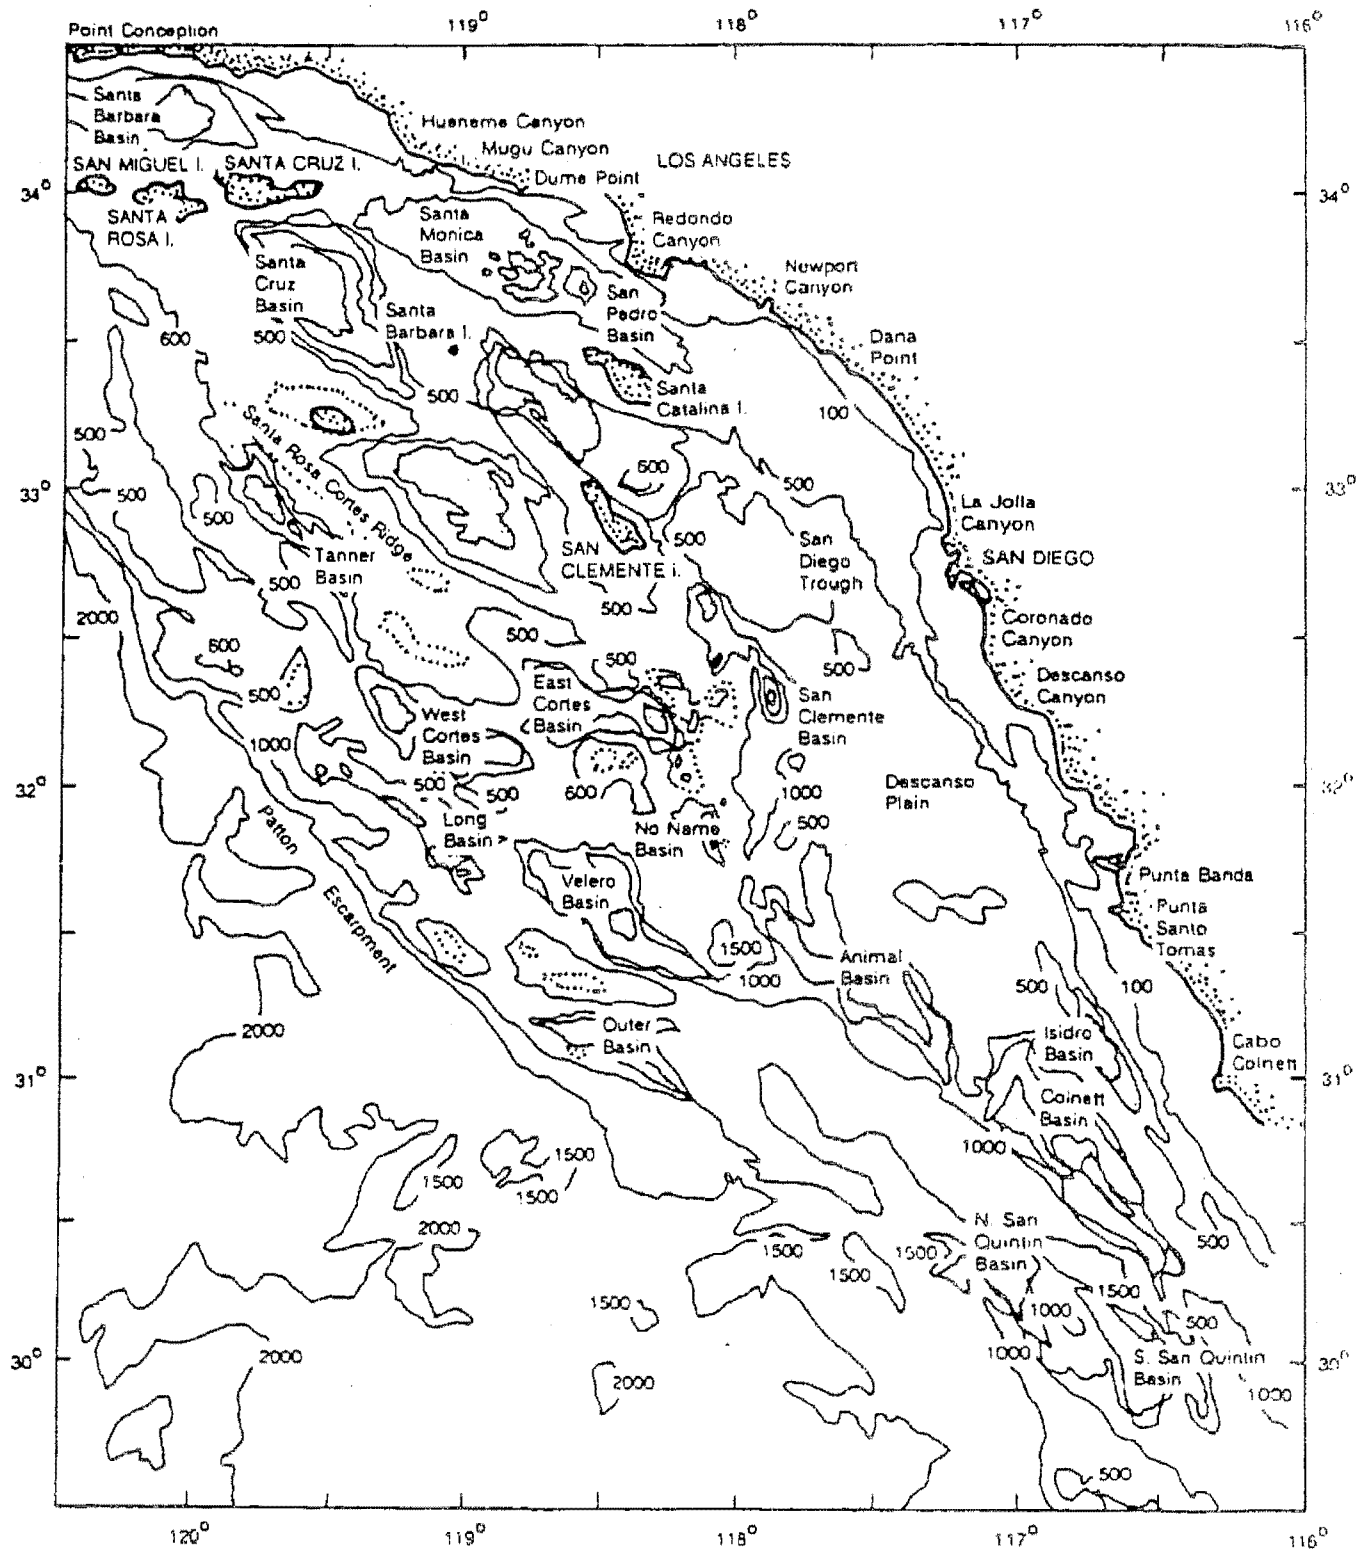 119°
118°
117°
116°
Point Conception
Santa
Barbara
Basin
Hueneme Canyon
Mugu Canyon
LOS ANGELES
SAN MIGUEL I.
SANTA CRUZ I.
Dume Point
34°
34°
SANTA
ROSA I.
Santa
Monica
Basin
Redondo
Canyon
Santa
Cruz
Basin
Newport
Canyon
San
Pedro
Basin
Santa
Barbara I.
600
500
Dana
Point
500
Santa
Catalina I.
100
Santa Rosa Cortes Ridge
500
600
500
33°
33°
500
500
La Jolla
Canyon
500
San
Diego
Trough
SAN
CLEMENTE I.
SAN DIEGO
Tanner
Basin
500
500
2000
Coronado
Canyon
500
600
500
500
Descanso
Canyon
500
East
Cortes
Basin
San
Clemente
Basin
West
Cortes
Basin
1000
500
500
600
1000
Descanso
Plain
32°
32°
Patton
Escarpment
Long
Basin >
No Name
Basin
500
Velero
Basin
Punta Banda
Punta
Santo
Tomas
1500
1000
Animal
Basin
500
100
2000
Outer
Basin
Isidro
Basin
Cabo
Colnett
31°
31°
Colnett
Basin
1000
1500
1500
1500
2000
N. San
Quintin
Basin
500
1500
1500
1500
1500
1500
1000
500
1000
30°
30°
2000
S. San Quintin
Basin
2000
1000
500
120°
119°
118°
117°
116°